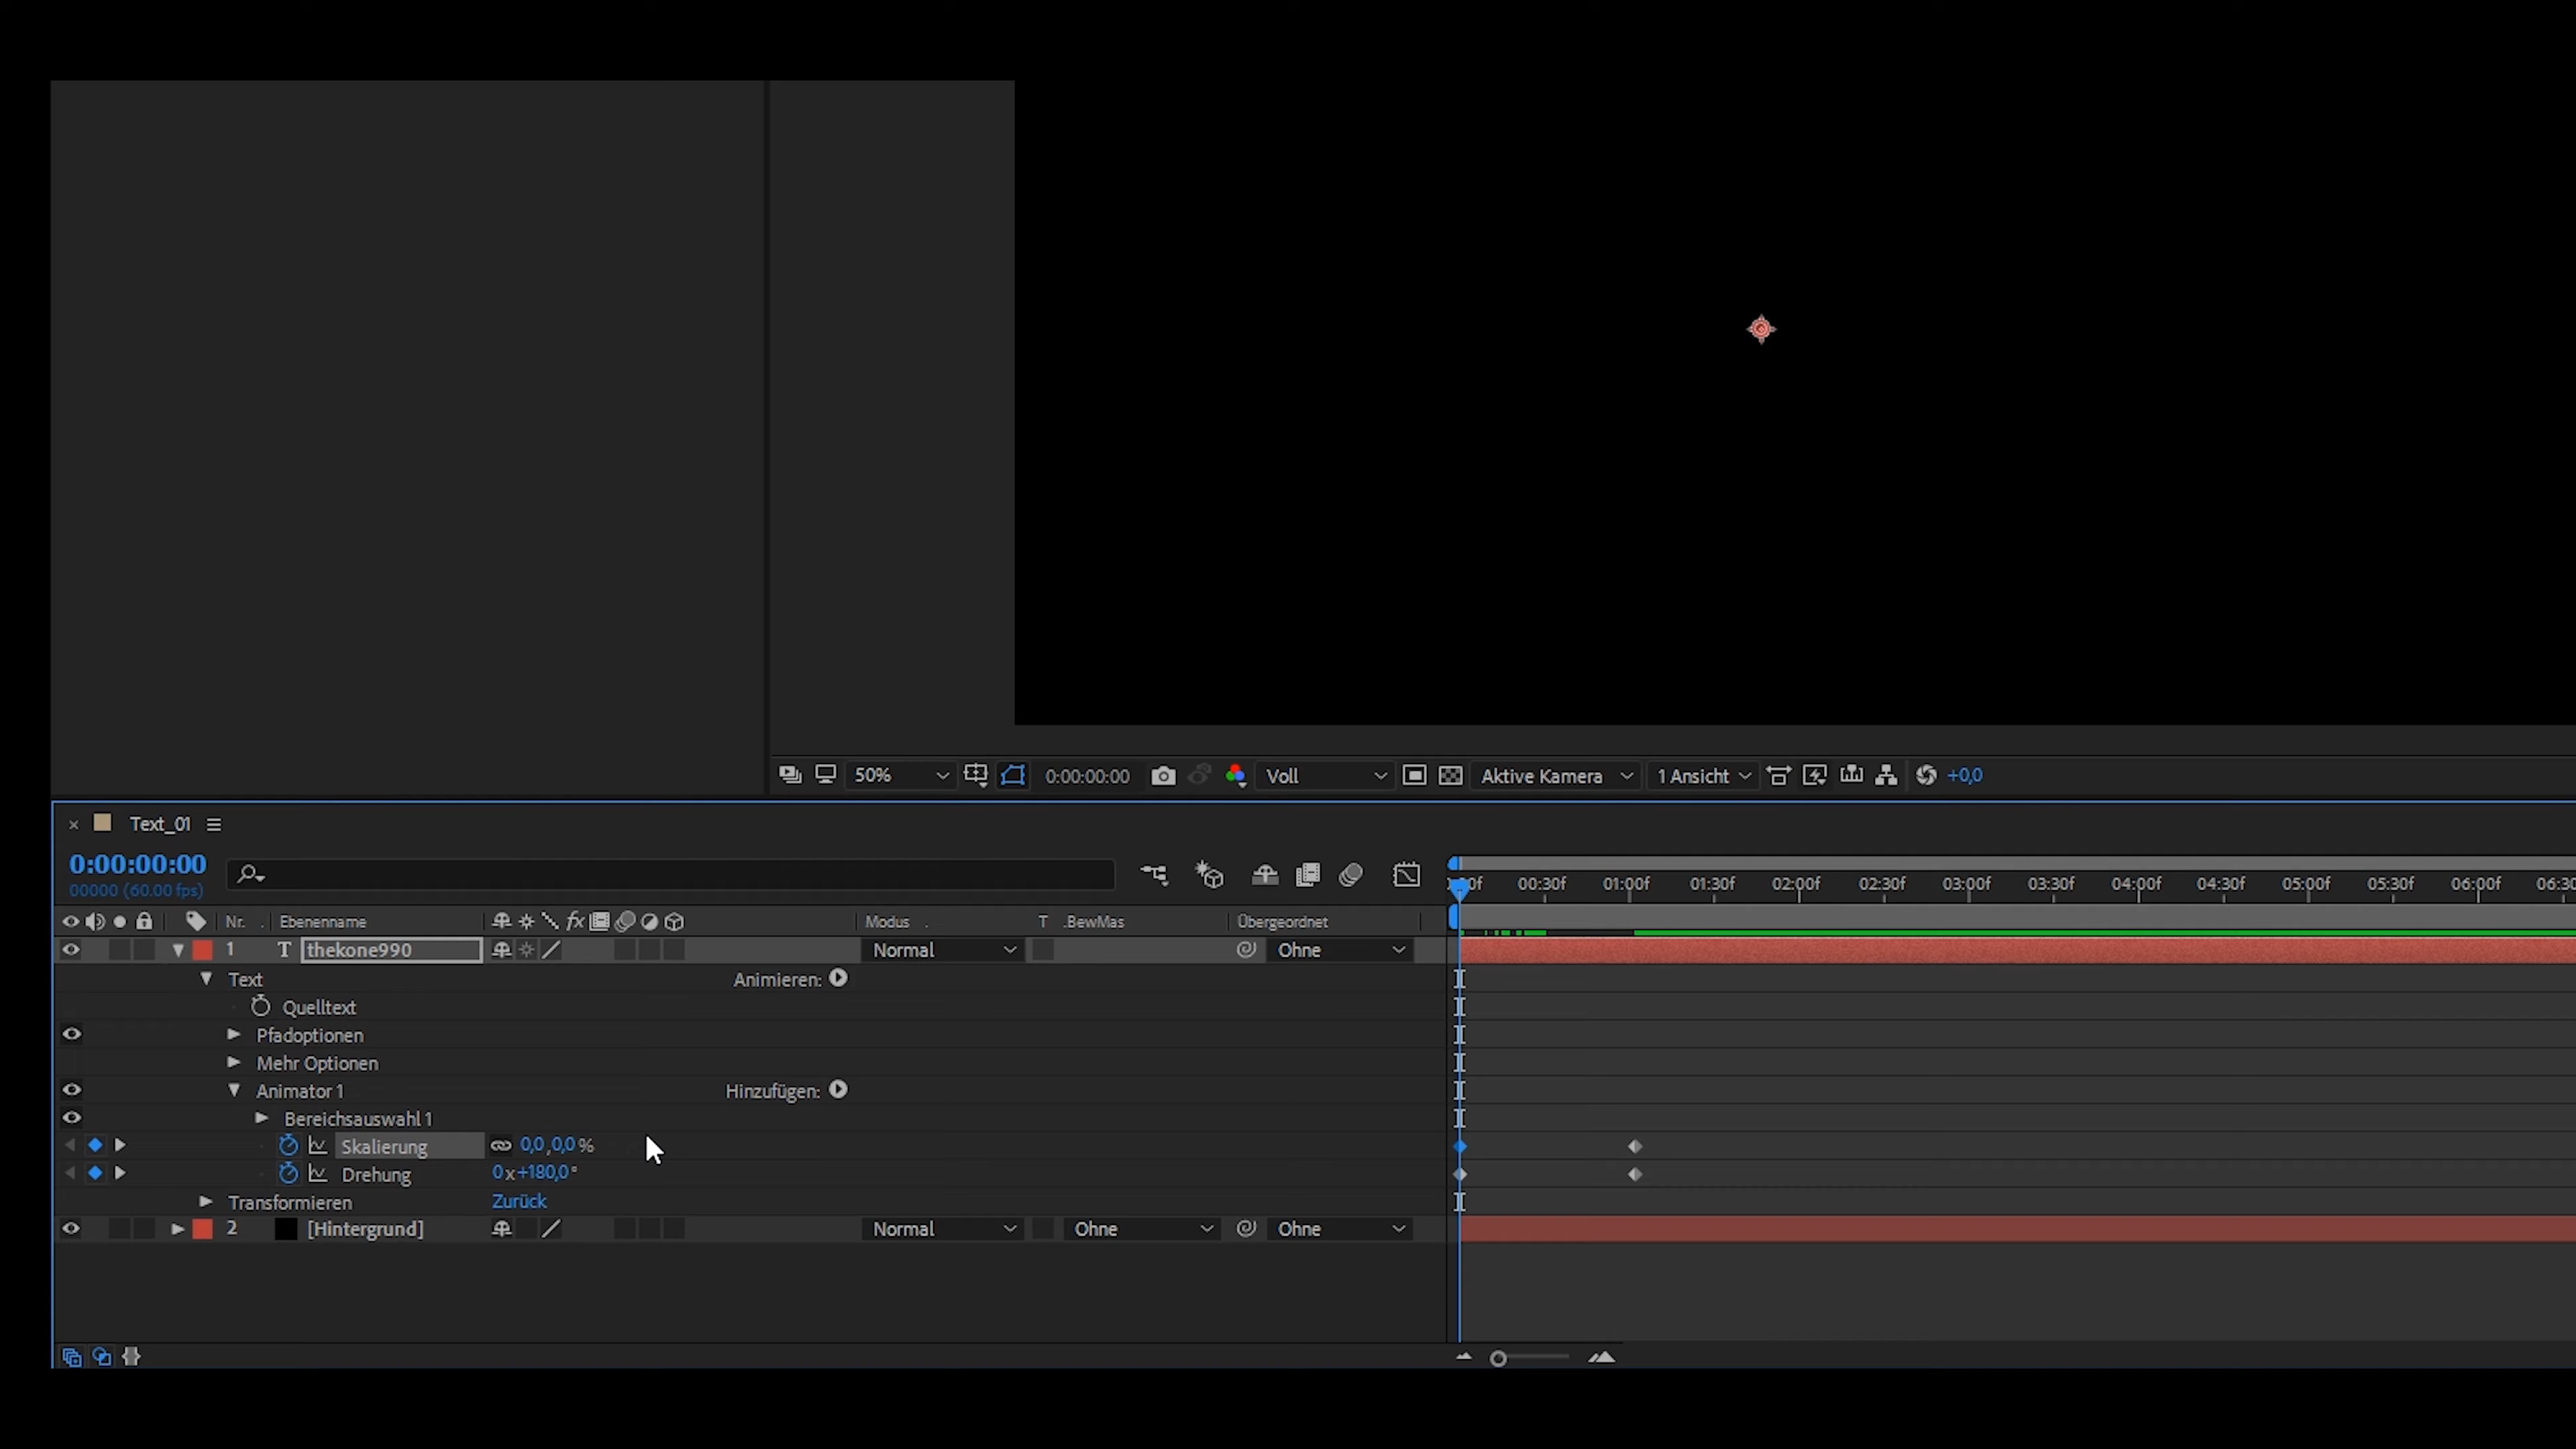 50% 0:00:00:00 Voll Aktive Kamera 1 Ansicht +0,0
Text_01
0:00:00:00
00000 (60.00 fps)
00:30f 01:00f 01:30f 02:00f 02:30f 03:00f 03:30f 04:00f 04:30f 05:00f 05:30f 06:00f
Nr. Ebenenname fx Modus T .BewMas Übergeordnet
1 T thekone990 Normal Ohne
Text Animieren:
Quelltext
Pfadoptionen
Mehr Optionen
Animator 1 Hinzufügen:
Bereichsauswahl 1
Skalierung 0,0 ,0,0 %
Drehung 0 x +180,0 °
Transformieren Zurück
2 [Hintergrund] Normal Ohne Ohne